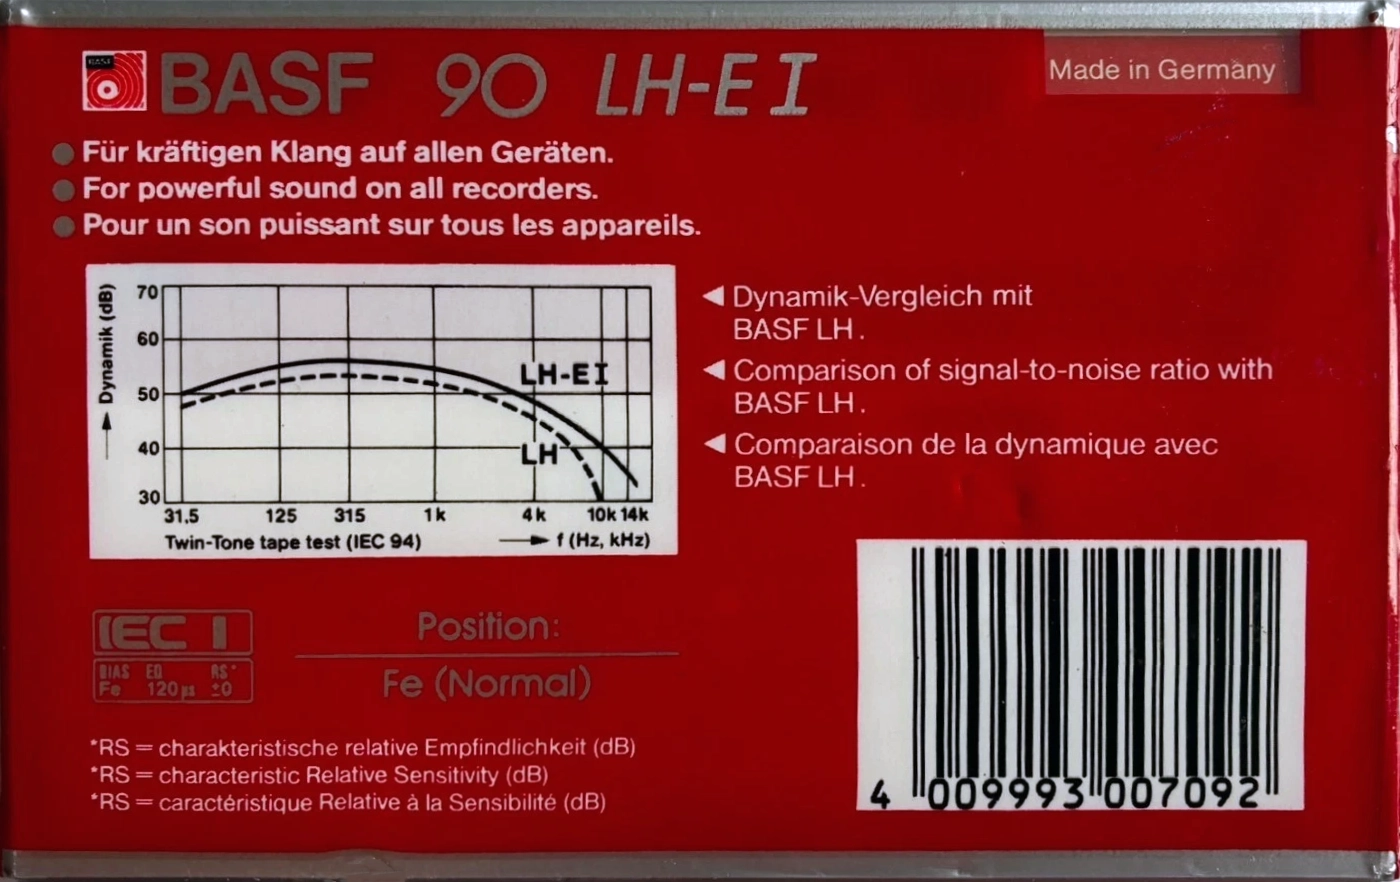 BASF
BASF 90 LH-E I
Made in Germany
Für kräftigen Klang auf allen Geräten.
For powerful sound on all recorders.
Pour un son puissant sur tous les appareils.
Dynamik (dB)
70
60
50
40
30
LH-EI
LH
31,5 125 315 1k 4k 10k 14k
Twin-Tone tape test (IEC 94) f (Hz, kHz)
Dynamik-Vergleich mit
BASF LH.
Comparison of signal-to-noise ratio with
BASF LH.
Comparaison de la dynamique avec
BASF LH.
IEC I
BIAS EQ RS*
Fe 120µs ±0
Position:
Fe (Normal)
*RS = charakteristische relative Empfindlichkeit (dB)
*RS = characteristic Relative Sensitivity (dB)
*RS = caractéristique Relative à la Sensibilité (dB)
4 009993 007092